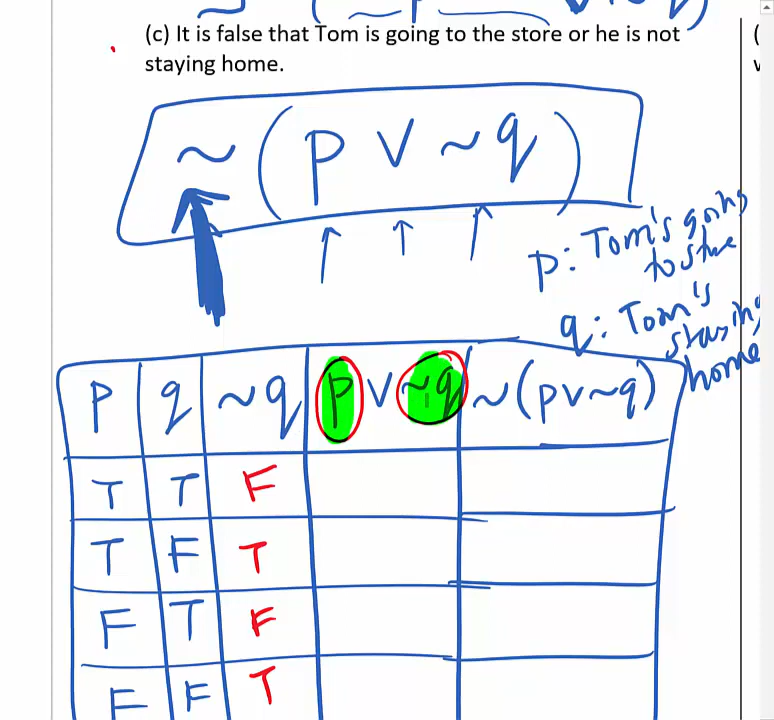 (c) It is false that Tom is going to the store or he is not
staying home.
~(p ∨ ~q)
p: Tom's going
to store
q: Tom's
staying
home
P q ~q p ∨ ~q ~(p∨~q)
T T F
T F T
F T F
F F T